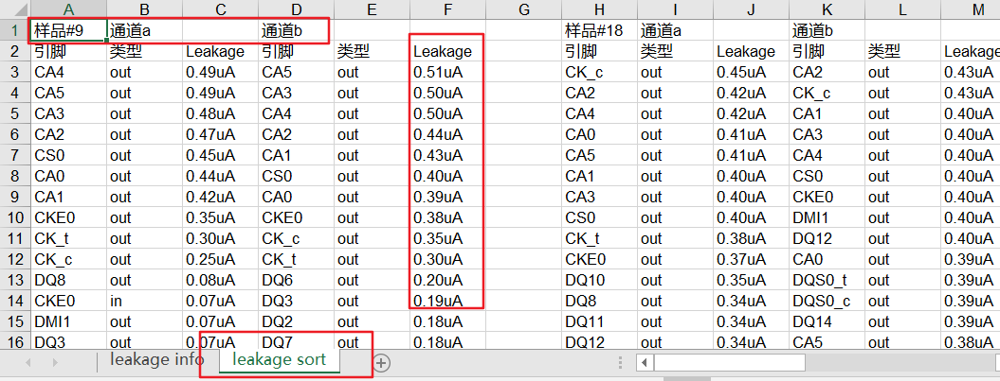 A B C D E F G H I J K L M
1 样品#9 通道a 通道b 样品#18 通道a 通道b
2 引脚 类型 Leakage 引脚 类型 Leakage 引脚 类型 Leakage 引脚 类型 Leakage
3 CA4 out 0.49uA CA5 out 0.51uA CK_c out 0.45uA CA2 out 0.43uA
4 CA5 out 0.49uA CA3 out 0.50uA CA2 out 0.42uA CK_c out 0.43uA
5 CA3 out 0.48uA CA4 out 0.50uA CA4 out 0.42uA CA1 out 0.40uA
6 CA2 out 0.47uA CA2 out 0.44uA CA0 out 0.41uA CA3 out 0.40uA
7 CS0 out 0.45uA CA1 out 0.43uA CA5 out 0.41uA CA4 out 0.40uA
8 CA0 out 0.44uA CS0 out 0.40uA CA1 out 0.40uA CS0 out 0.40uA
9 CA1 out 0.42uA CA0 out 0.39uA CA3 out 0.40uA CKE0 out 0.40uA
10 CKE0 out 0.35uA CKE0 out 0.38uA CS0 out 0.40uA DMI1 out 0.40uA
11 CK_t out 0.30uA CK_c out 0.35uA CK_t out 0.38uA DQ12 out 0.40uA
12 CK_c out 0.25uA CK_t out 0.30uA CKE0 out 0.37uA CA0 out 0.39uA
13 DQ8 out 0.08uA DQ6 out 0.20uA DQ10 out 0.35uA DQS0_t out 0.39uA
14 CKE0 in 0.07uA DQ3 out 0.19uA DQ8 out 0.34uA DQS0_c out 0.39uA
15 DMI1 out 0.07uA DQ2 out 0.18uA DQ11 out 0.34uA DQ14 out 0.39uA
16 DQ3 out 0.07uA DQ7 out 0.18uA DQ12 out 0.34uA CA5 out 0.38uA
leakage info leakage sort